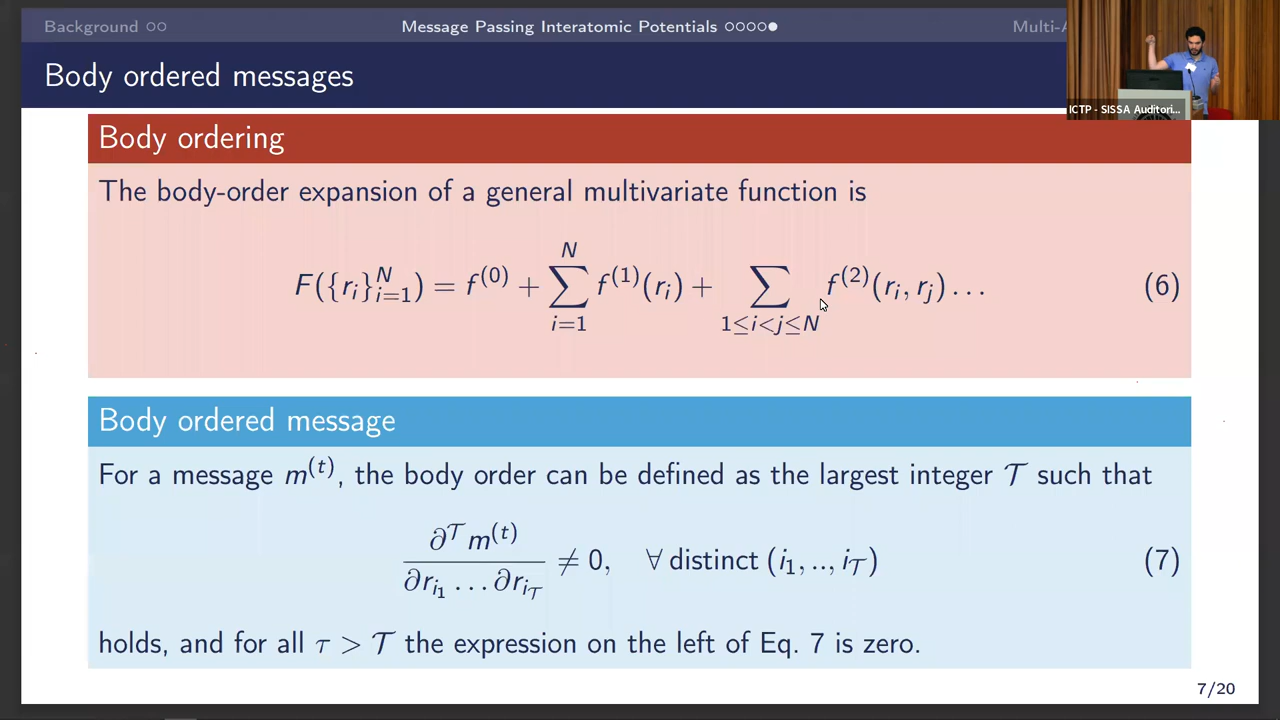 Background ○○ Message Passing Interatomic Potentials ○○○○● Multi-A
Body ordered messages
ICTP - SISSA Auditori...
Body ordering
The body-order expansion of a general multivariate function is
F({r_i}_{i=1}^N) = f^{(0)} + \sum_{i=1}^{N} f^{(1)}(r_i) + \sum_{1≤i<j≤N} f^{(2)}(r_i, r_j) ... (6)
Body ordered message
For a message m^{(t)}, the body order can be defined as the largest integer 𝒯 such that
\frac{∂^𝒯 m^{(t)}}{∂r_{i_1} ... ∂r_{i_𝒯}} ≠ 0, ∀ distinct (i_1, .., i_𝒯) (7)
holds, and for all τ > 𝒯 the expression on the left of Eq. 7 is zero.
7/20